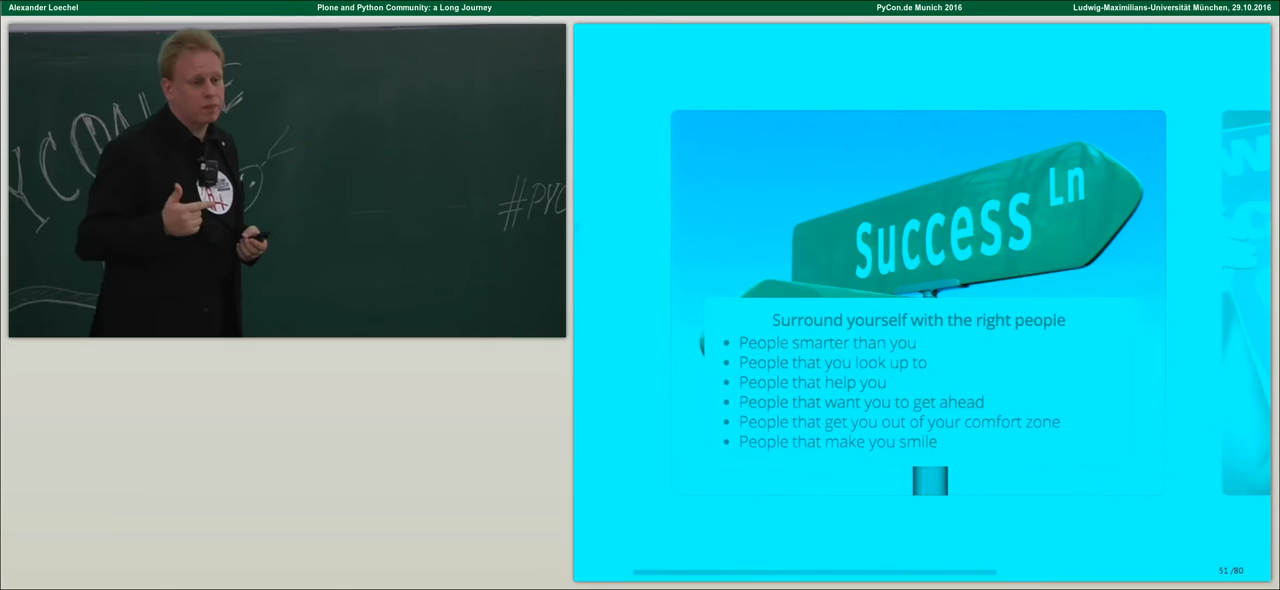 Alexander Loechel
Plone and Python Community: a Long Journey
PyCon.de Munich 2016
Ludwig-Maximilians-Universität München, 29.10.2016
#PYC
Success Ln
Surround yourself with the right people
• People smarter than you
• People that you look up to
• People that help you
• People that want you to get ahead
• People that get you out of your comfort zone
• People that make you smile
51 /80